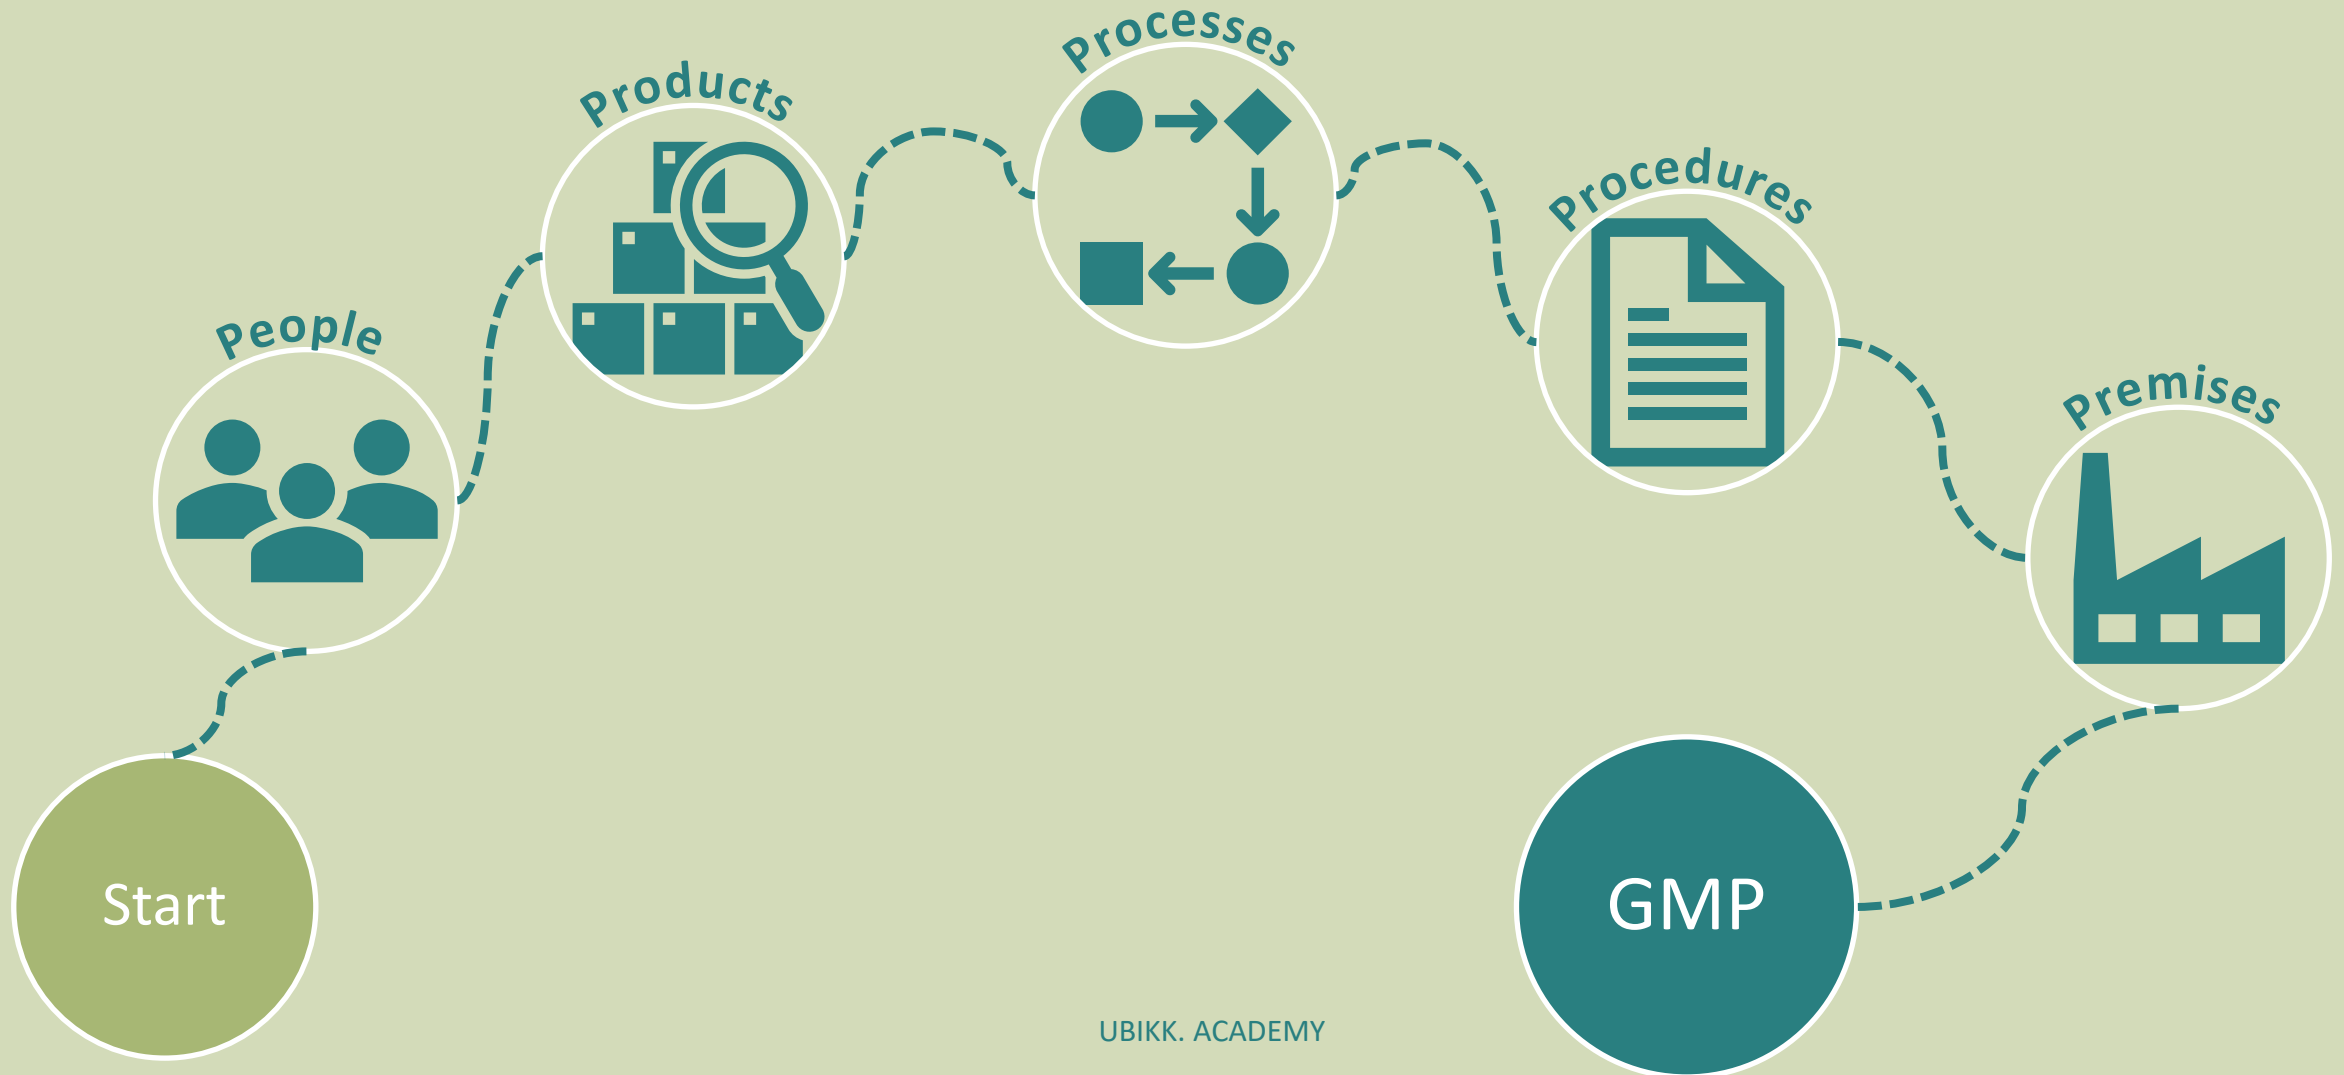 Start
People
Products
Processes
Procedures
Premises
GMP
UBIKK. ACADEMY